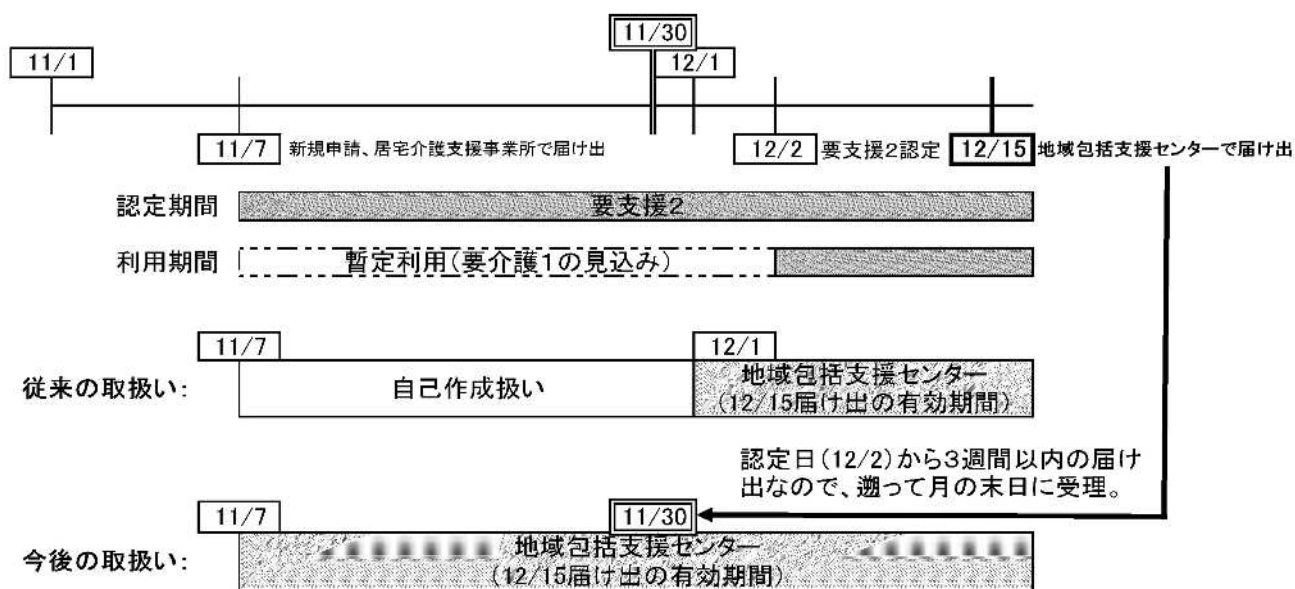 11/30
11/1
12/1
11/7 新規申請、居宅介護支援事業所で届け出
12/2 要支援2認定
12/15 地域包括支援センターで届け出
認定期間
要支援2
利用期間
暫定利用(要介護1の見込み)
11/7
12/1
従来の取扱い:
自己作成扱い
地域包括支援センター
(12/15届け出の有効期間)
認定日(12/2)から3週間以内の届け
出なので、遡って月の末日に受理。
11/7
11/30
今後の取扱い:
地域包括支援センター
(12/15届け出の有効期間)